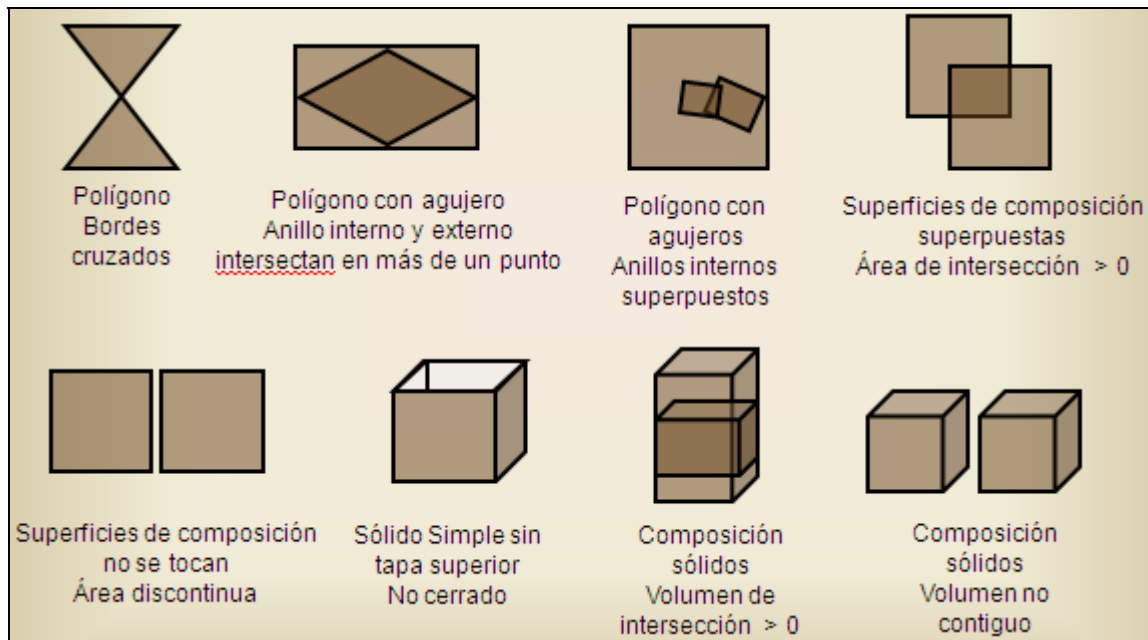 Polígono
Bordes
cruzados
Polígono con agujero
Anillo interno y externo
intersectan en más de un punto
Polígono con
agujeros
Anillos internos
superpuestos
Superficies de composición
superpuestas
Área de intersección > 0
Superficies de composición
no se tocan
Área discontinua
Sólido Simple sin
tapa superior
No cerrado
Composición
sólidos
Volumen de
intersección > 0
Composición
sólidos
Volumen no
contiguo